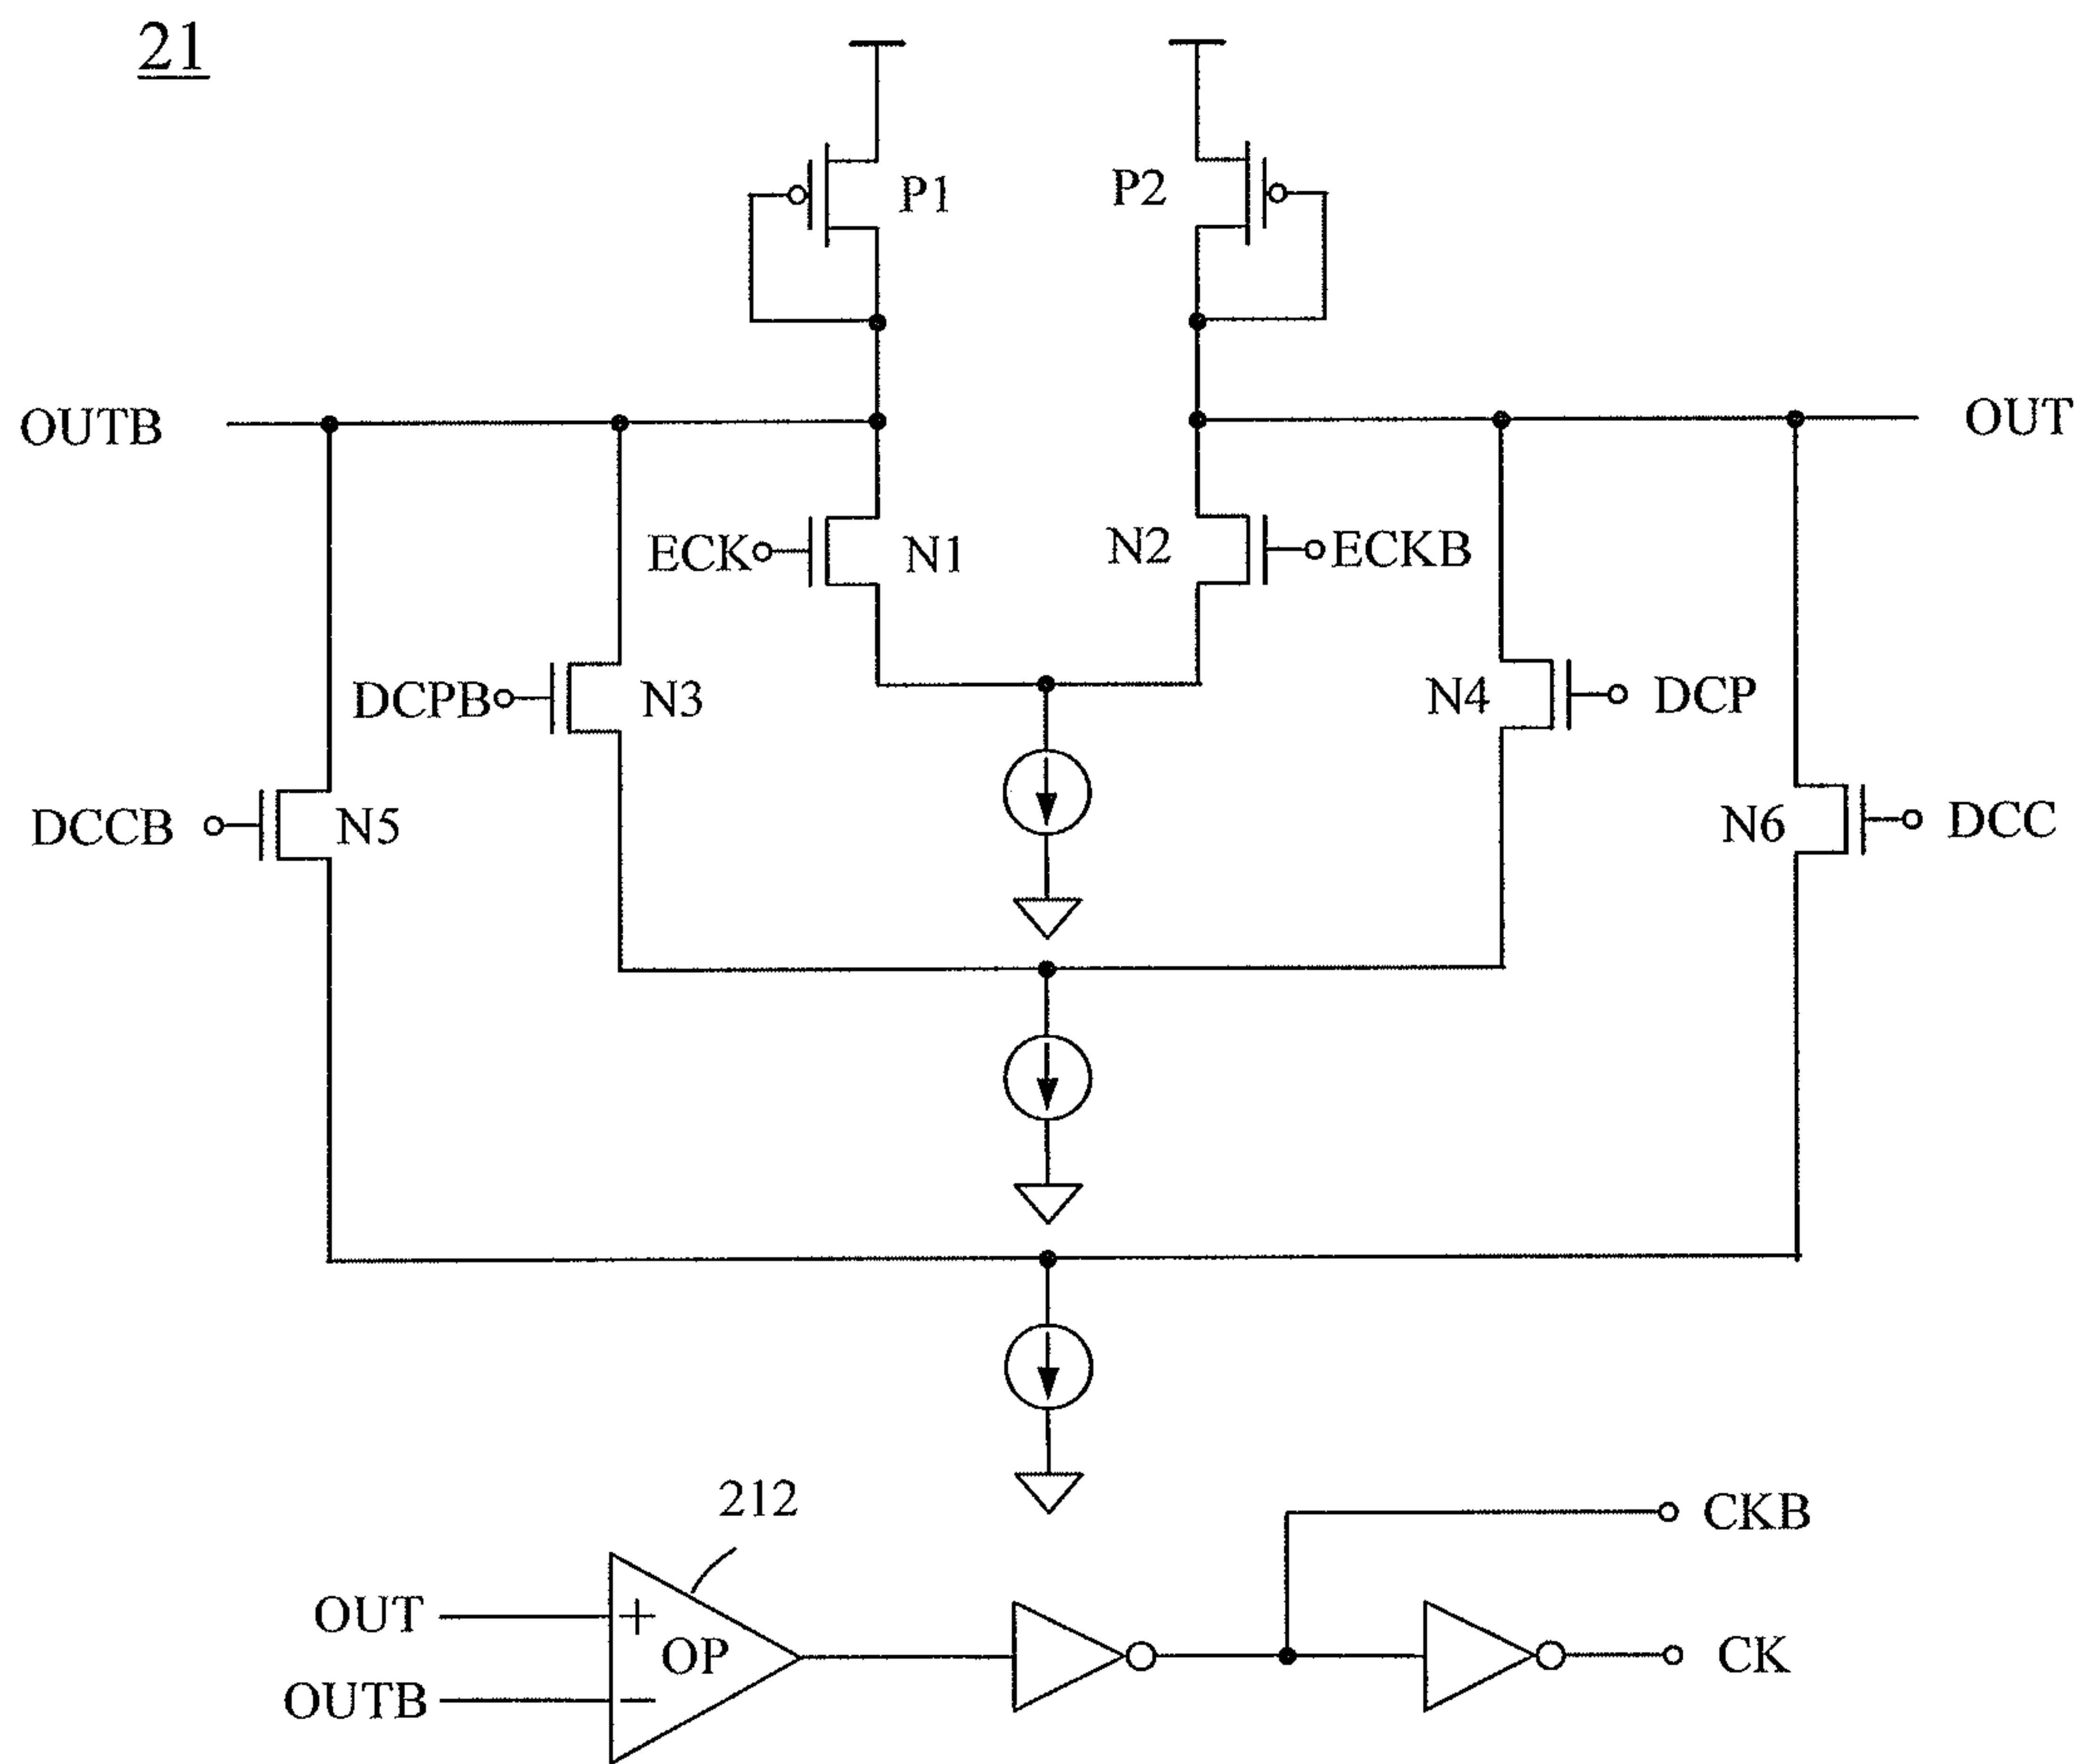 21
P1
P2
OUTB
OUT
ECK
N1
N2
ECKB
DCPB
N3
N4
DCP
DCCB
N5
N6
DCC
212
CKB
OUT
+
OP
CK
OUTB
−